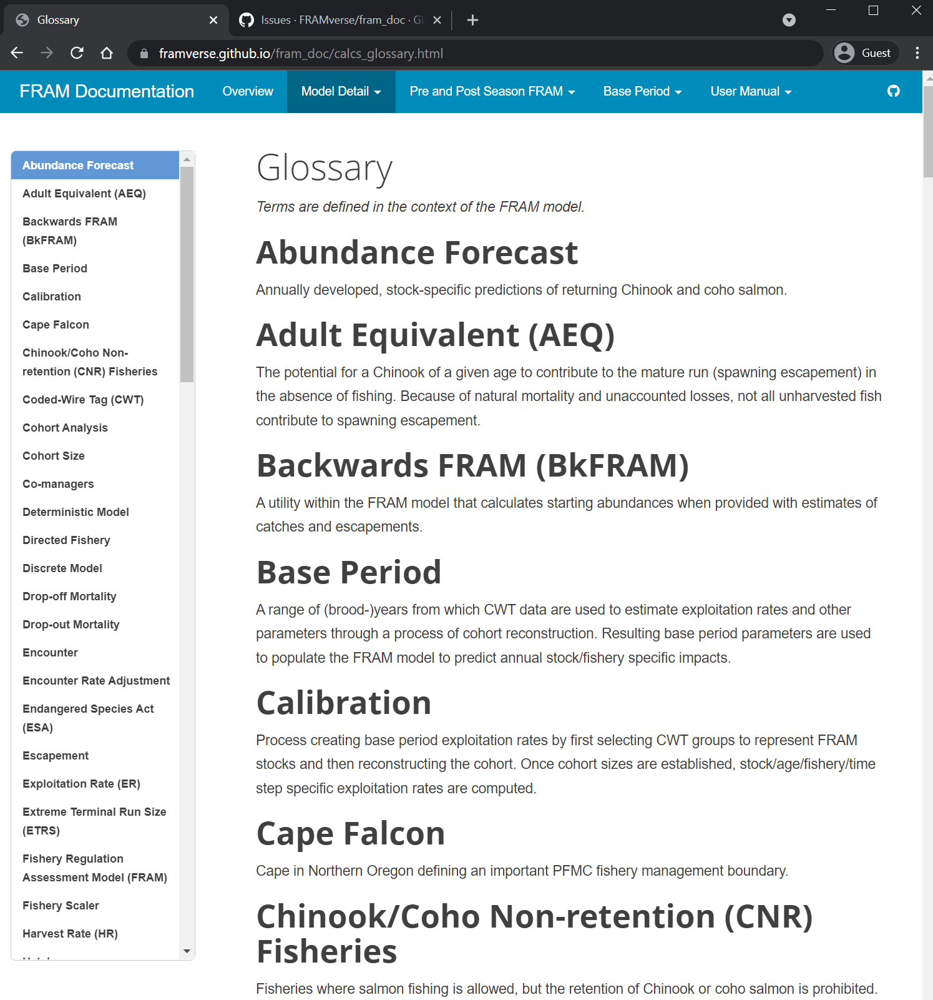 Glossary
Issues · FRAMverse/fram_doc · Gi
framverse.github.io/fram_doc/calcs_glossary.html
Guest
FRAM Documentation
Overview
Model Detail
Pre and Post Season FRAM
Base Period
User Manual
Abundance Forecast
Adult Equivalent (AEQ)
Backwards FRAM
(BkFRAM)
Base Period
Calibration
Cape Falcon
Chinook/Coho Non-
retention (CNR) Fisheries
Coded-Wire Tag (CWT)
Cohort Analysis
Cohort Size
Co-managers
Deterministic Model
Directed Fishery
Discrete Model
Drop-off Mortality
Drop-out Mortality
Encounter
Encounter Rate Adjustment
Endangered Species Act
(ESA)
Escapement
Exploitation Rate (ER)
Extreme Terminal Run Size
(ETRS)
Fishery Regulation
Assessment Model (FRAM)
Fishery Scaler
Harvest Rate (HR)
Glossary
Terms are defined in the context of the FRAM model.
Abundance Forecast
Annually developed, stock-specific predictions of returning Chinook and coho salmon.
Adult Equivalent (AEQ)
The potential for a Chinook of a given age to contribute to the mature run (spawning escapement) in
the absence of fishing. Because of natural mortality and unaccounted losses, not all unharvested fish
contribute to spawning escapement.
Backwards FRAM (BkFRAM)
A utility within the FRAM model that calculates starting abundances when provided with estimates of
catches and escapements.
Base Period
A range of (brood-)years from which CWT data are used to estimate exploitation rates and other
parameters through a process of cohort reconstruction. Resulting base period parameters are used
to populate the FRAM model to predict annual stock/fishery specific impacts.
Calibration
Process creating base period exploitation rates by first selecting CWT groups to represent FRAM
stocks and then reconstructing the cohort. Once cohort sizes are established, stock/age/fishery/time
step specific exploitation rates are computed.
Cape Falcon
Cape in Northern Oregon defining an important PFMC fishery management boundary.
Chinook/Coho Non-retention (CNR)
Fisheries
Fisheries where salmon fishing is allowed, but the retention of Chinook or coho salmon is prohibited.